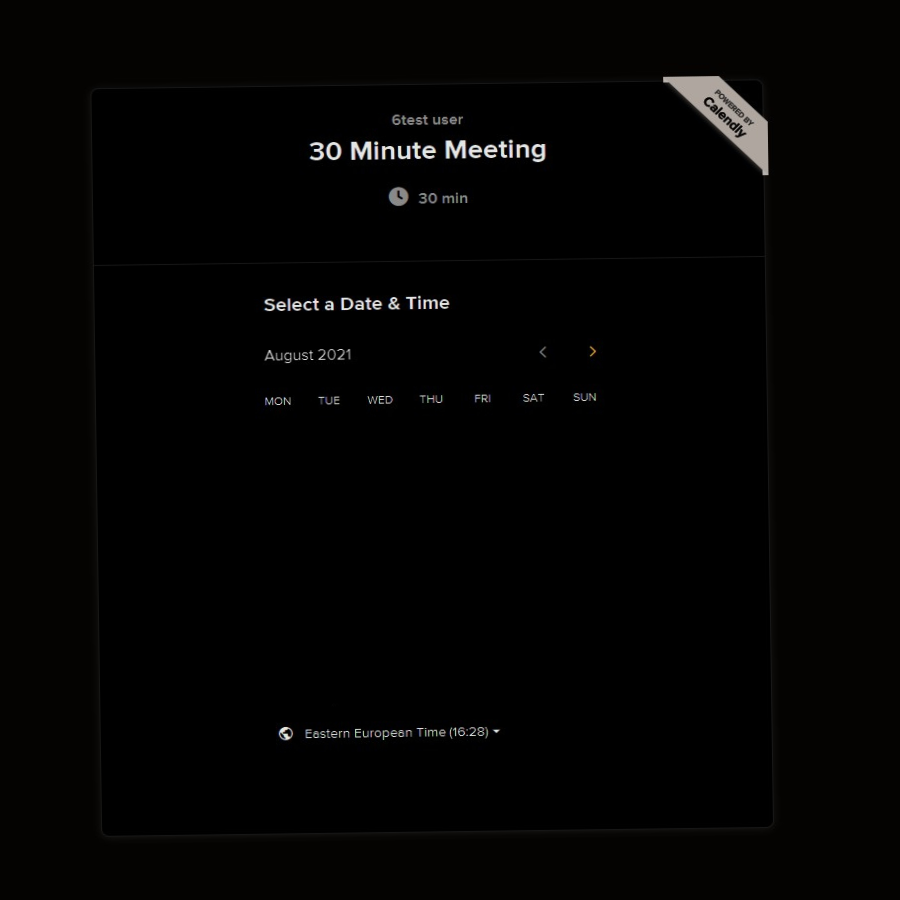 POWERED BY
Calendly
6test user
30 Minute Meeting
30 min
Select a Date & Time
August 2021
MON TUE WED THU FRI SAT SUN
Eastern European Time (16:28)